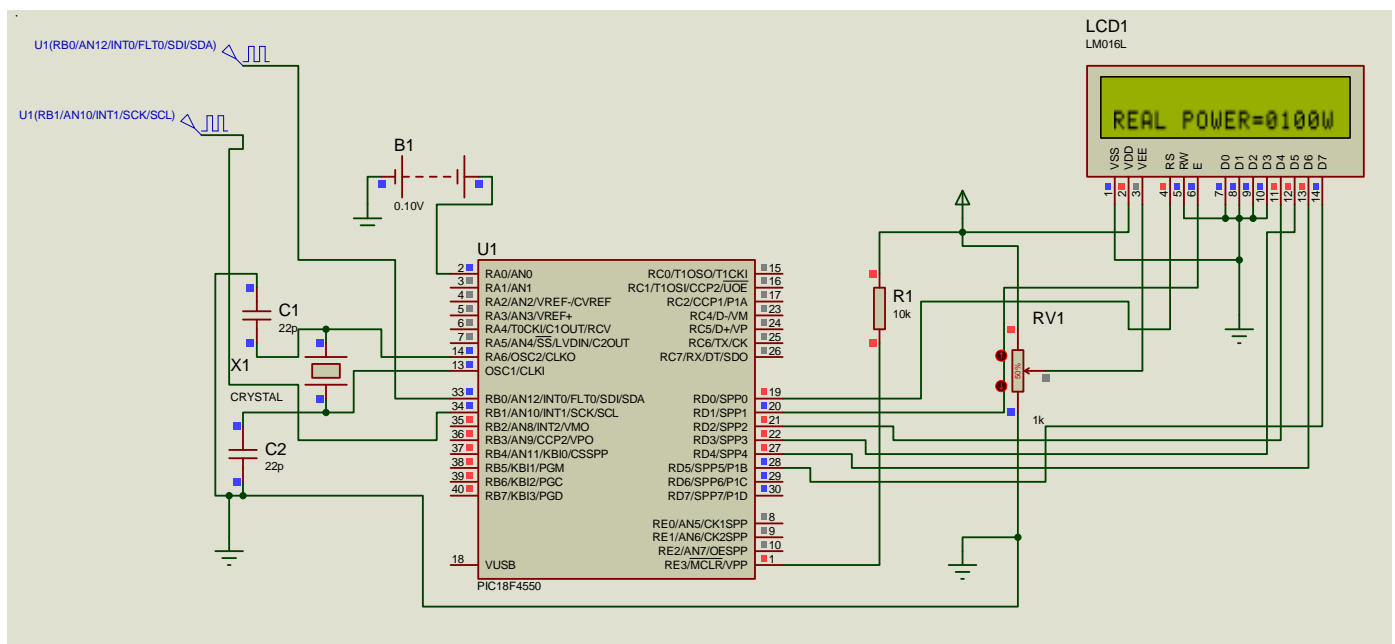 LCD1
LM016L
REAL POWER=0100W
VSS VDD VEE RS RW E D0 D1 D2 D3 D4 D5 D6 D7
1 2 3 4 5 6 7 8 9 10 11 12 13 14
U1(RB0/AN12/INT0/FLT0/SDI/SDA)
U1(RB1/AN10/INT1/SCK/SCL)
B1
0.10V
U1
2 RA0/AN0
3 RA1/AN1
4 RA2/AN2/VREF-/CVREF
5 RA3/AN3/VREF+
6 RA4/T0CKI/C1OUT/RCV
7 RA5/AN4/SS/LVDIN/C2OUT
14 RA6/OSC2/CLKO
13 OSC1/CLKI
33 RB0/AN12/INT0/FLT0/SDI/SDA
34 RB1/AN10/INT1/SCK/SCL
35 RB2/AN8/INT2/VMO
36 RB3/AN9/CCP2/VPO
37 RB4/AN11/KBI0/CSSPP
38 RB5/KBI1/PGM
39 RB6/KBI2/PGC
40 RB7/KBI3/PGD
18 VUSB
RC0/T1OSO/T1CKI 15
RC1/T1OSI/CCP2/UOE 16
RC2/CCP1/P1A 17
RC4/D-/VM 23
RC5/D+/VP 24
RC6/TX/CK 25
RC7/RX/DT/SDO 26
RD0/SPP0 19
RD1/SPP1 20
RD2/SPP2 21
RD3/SPP3 22
RD4/SPP4 27
RD5/SPP5/P1B 28
RD6/SPP6/P1C 29
RD7/SPP7/P1D 30
RE0/AN5/CK1SPP 8
RE1/AN6/CK2SPP 9
RE2/AN7/OESPP 10
RE3/MCLR/VPP 1
PIC18F4550
C1
22p
X1
CRYSTAL
C2
22p
R1
10k
RV1
50%
1k